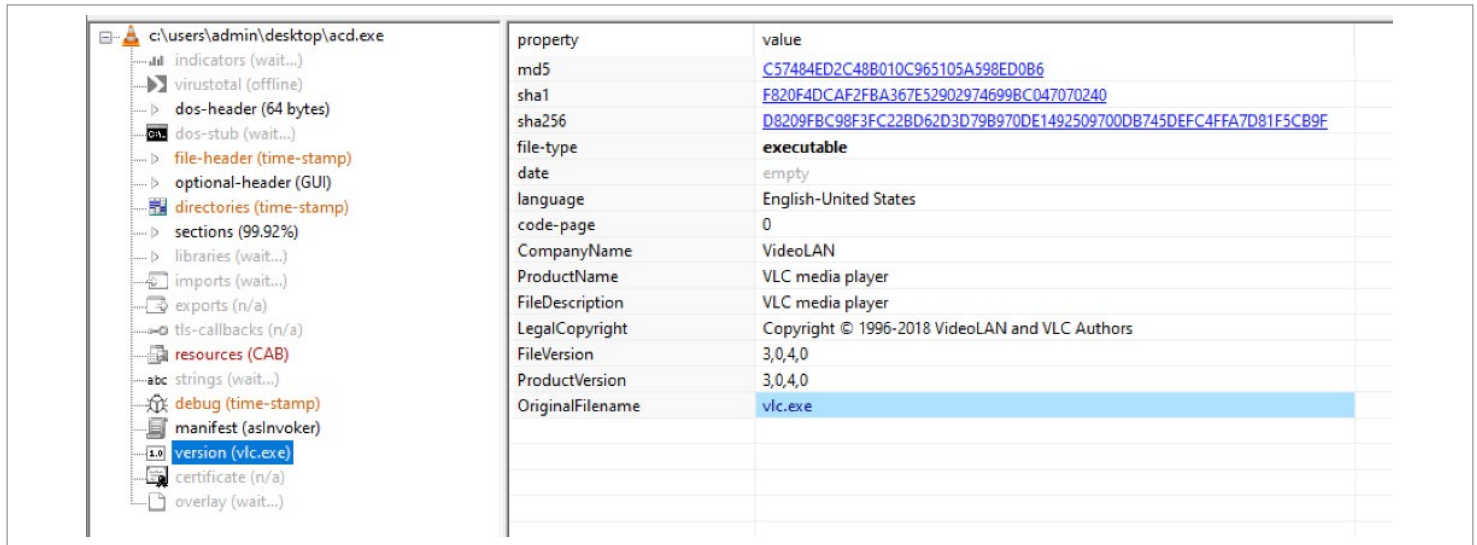 c:\users\admin\desktop\acd.exe
indicators (wait...)
virustotal (offline)
dos-header (64 bytes)
dos-stub (wait...)
file-header (time-stamp)
optional-header (GUI)
directories (time-stamp)
sections (99.92%)
libraries (wait...)
imports (wait...)
exports (n/a)
tls-callbacks (n/a)
resources (CAB)
abc strings (wait...)
debug (time-stamp)
manifest (asInvoker)
1.0 version (vlc.exe)
certificate (n/a)
overlay (wait...)
property value
md5 C57484ED2C48B010C965105A598ED0B6
sha1 F820F4DCAF2FBA367E52902974699BC047070240
sha256 D8209FBC98F3FC22BD62D3D79B970DE1492509700DB745DEFC4FFA7D81F5CB9F
file-type executable
date empty
language English-United States
code-page 0
CompanyName VideoLAN
ProductName VLC media player
FileDescription VLC media player
LegalCopyright Copyright © 1996-2018 VideoLAN and VLC Authors
FileVersion 3,0,4,0
ProductVersion 3,0,4,0
OriginalFilename vlc.exe